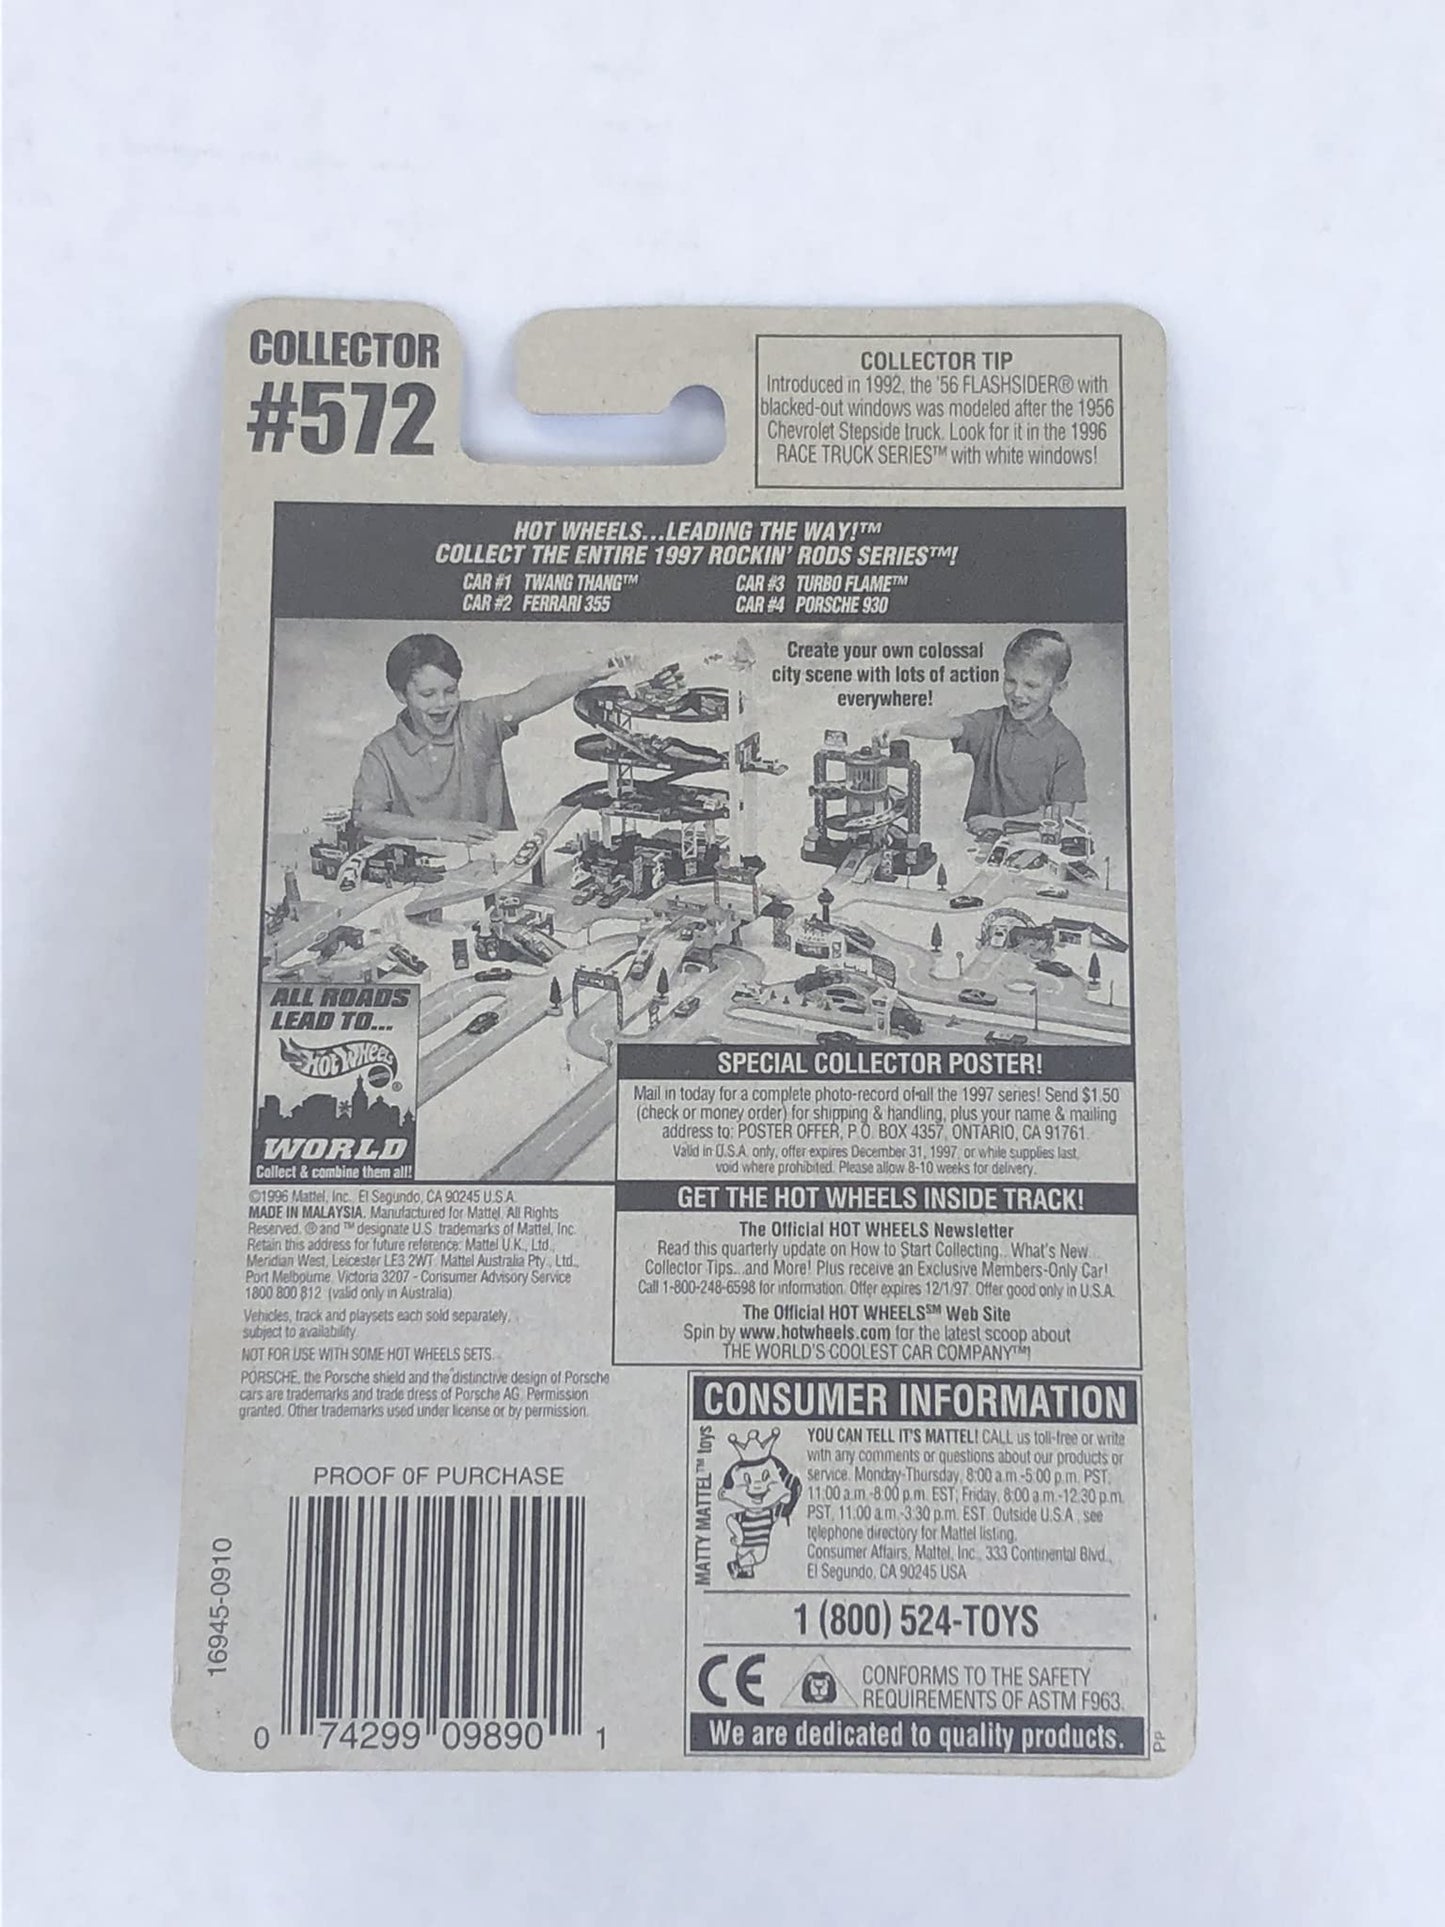 COLLECTOR
#572
COLLECTOR TIP
Introduced in 1992, the '56 FLASHSIDER® with
blacked-out windows was modeled after the 1956
Chevrolet Stepside truck. Look for it in the 1996
RACE TRUCK SERIES™ with white windows!
HOT WHEELS...LEADING THE WAY!™
COLLECT THE ENTIRE 1997 ROCKIN' RODS SERIES™!
CAR #1 TWANG THANG™
CAR #2 FERRARI 355
CAR #3 TURBO FLAME™
CAR #4 PORSCHE 930
Create your own colossal
city scene with lots of action
everywhere!
ALL ROADS
LEAD TO...
HOT WHEELS ®
WORLD
Collect & combine them all!
SPECIAL COLLECTOR POSTER!
Mail in today for a complete photo-record of all the 1997 series! Send $1.50
(check or money order) for shipping & handling, plus your name & mailing
address to: POSTER OFFER, P.O. BOX 4357, ONTARIO, CA 91761.
Valid in U.S.A. only, offer expires December 31, 1997, or while supplies last,
void where prohibited. Please allow 8-10 weeks for delivery.
GET THE HOT WHEELS INSIDE TRACK!
The Official HOT WHEELS Newsletter
Read this quarterly update on How to Start Collecting.. What's New...
Collector Tips...and More! Plus receive an Exclusive Members-Only Car!
Call 1-800-248-6598 for information. Offer expires 12/1/97. Offer good only in U.S.A.
The Official HOT WHEELS℠ Web Site
Spin by www.hotwheels.com for the latest scoop about
THE WORLD'S COOLEST CAR COMPANY™!
©1996 Mattel, Inc., El Segundo, CA 90245 U.S.A.
MADE IN MALAYSIA. Manufactured for Mattel. All Rights
Reserved. ® and ™ designate U.S. trademarks of Mattel, Inc.
Retain this address for future reference: Mattel U.K., Ltd.,
Meridian West, Leicester LE3 2WT. Mattel Australia Pty., Ltd.,
Port Melbourne, Victoria 3207 - Consumer Advisory Service
1800 800 812 (valid only in Australia)
Vehicles, track and playsets each sold separately,
subject to availability.
NOT FOR USE WITH SOME HOT WHEELS SETS.
PORSCHE, the Porsche shield and the distinctive design of Porsche
cars are trademarks and trade dress of Porsche AG. Permission
granted. Other trademarks used under license or by permission.
PROOF OF PURCHASE
16945-0910
0 74299 09890 1
CONSUMER INFORMATION
MATTY MATTEL™ toys
YOU CAN TELL IT'S MATTEL! CALL us toll-free or write
with any comments or questions about our products or
service. Monday-Thursday, 8:00 a.m.-5:00 p.m. PST,
11:00 a.m.-8:00 p.m. EST; Friday, 8:00 a.m.-12:30 p.m.
PST, 11:00 a.m.-3:30 p.m. EST. Outside U.S.A., see
telephone directory for Mattel listing.
Consumer Affairs, Mattel, Inc., 333 Continental Blvd.,
El Segundo, CA 90245 USA
1 (800) 524-TOYS
CE
CONFORMS TO THE SAFETY
REQUIREMENTS OF ASTM F963.
We are dedicated to quality products.
PP